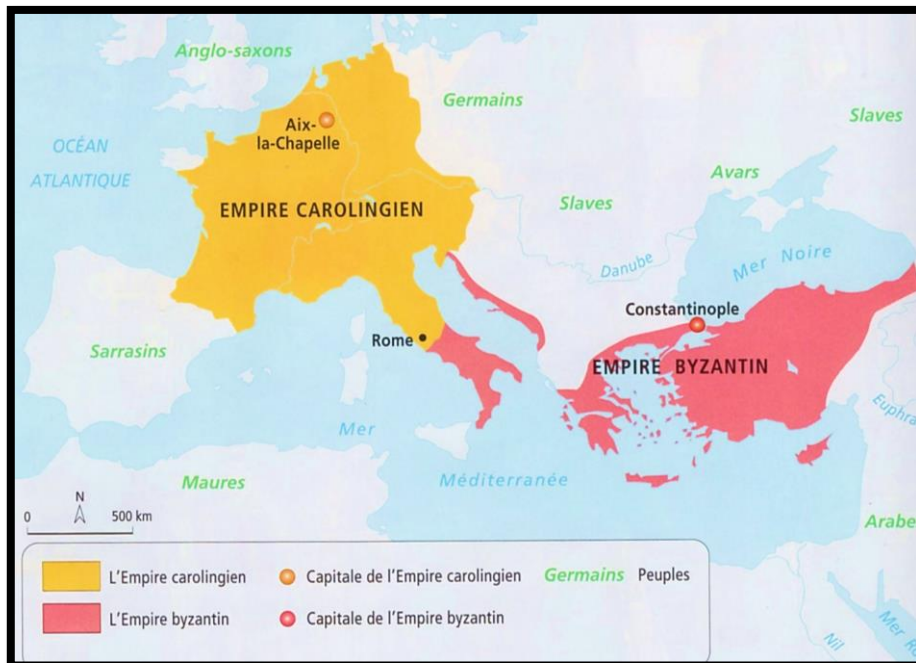 Anglo-saxons
Germains
Slaves
OCÉAN
ATLANTIQUE
Aix-
la-Chapelle
Avars
EMPIRE CAROLINGIEN
Slaves
Danube
Mer Noire
Constantinople
Rome
Sarrasins
EMPIRE BYZANTIN
Euphra
Mer
Méditerranée
Maures
N
0 500 km
Arabe
L'Empire carolingien
Capitale de l'Empire carolingien
Germains Peuples
L'Empire byzantin
Capitale de l'Empire byzantin
Nil
Mer Ro